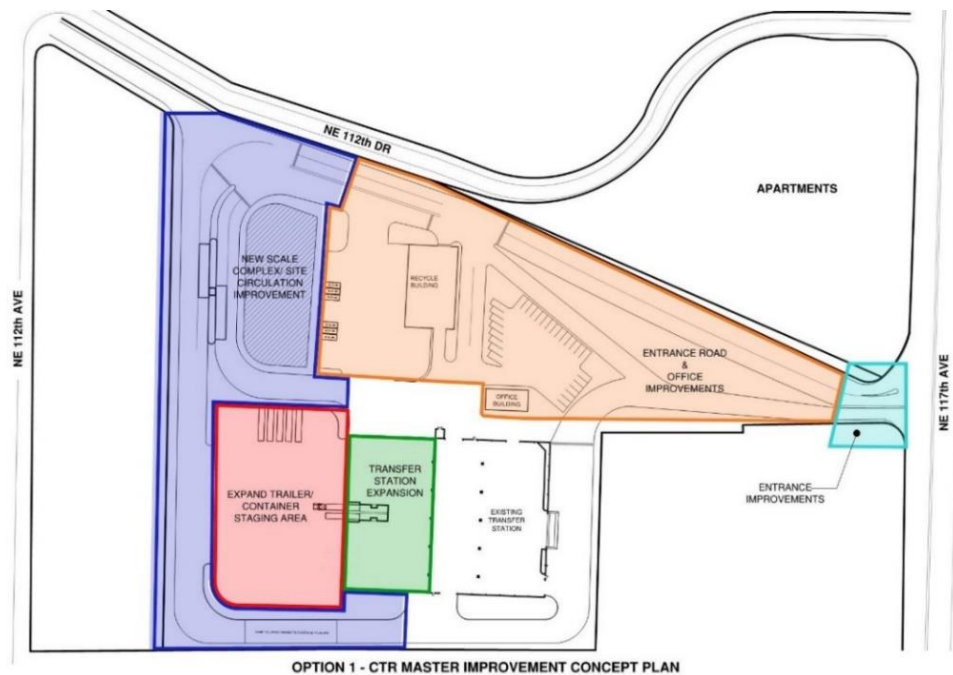 NE 112th DR
APARTMENTS
NE 112th AVE
NEW SCALE
COMPLEX/ SITE
CIRCULATION
IMPROVEMENT
RECYCLE
BUILDING
ENTRANCE ROAD
&
OFFICE
IMPROVEMENTS
NE 117th AVE
OFFICE
BUILDING
TRANSFER
STATION
EXPANSION
EXPAND TRAILER/
CONTAINER
STAGING AREA
EXISTING
TRANSFER
STATION
ENTRANCE
IMPROVEMENTS
OPTION 1 - CTR MASTER IMPROVEMENT CONCEPT PLAN